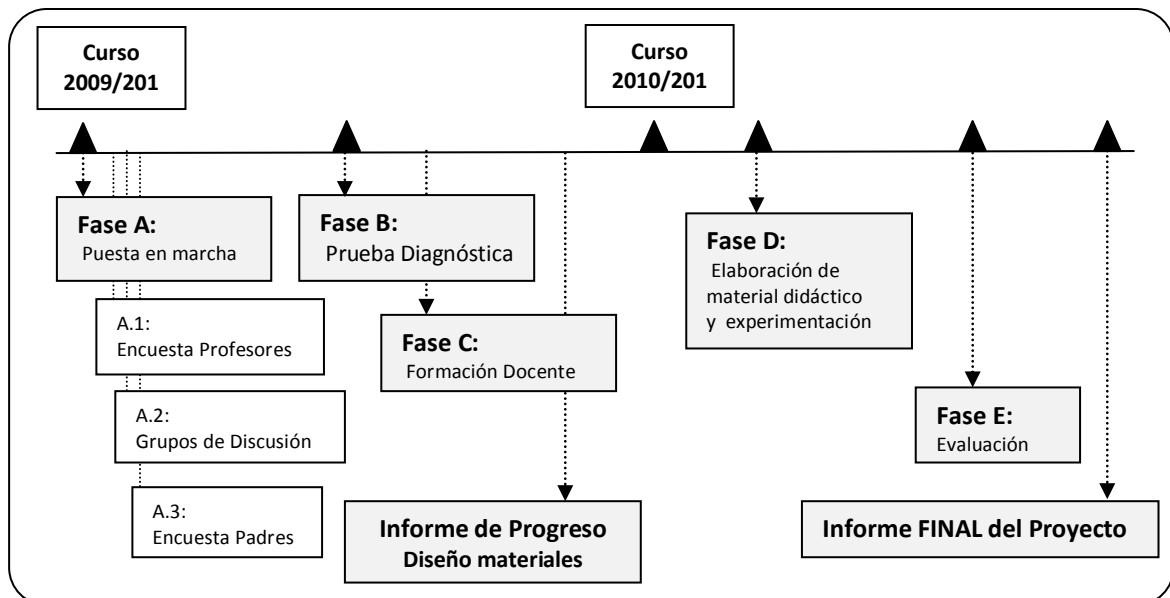 Curso
2009/201
Curso
2010/201
Fase A:
Puesta en marcha
A.1:
Encuesta Profesores
A.2:
Grupos de Discusión
A.3:
Encuesta Padres
Fase B:
Prueba Diagnóstica
Fase C:
Formación Docente
Informe de Progreso
Diseño materiales
Fase D:
Elaboración de
material didáctico
y experimentación
Fase E:
Evaluación
Informe FINAL del Proyecto